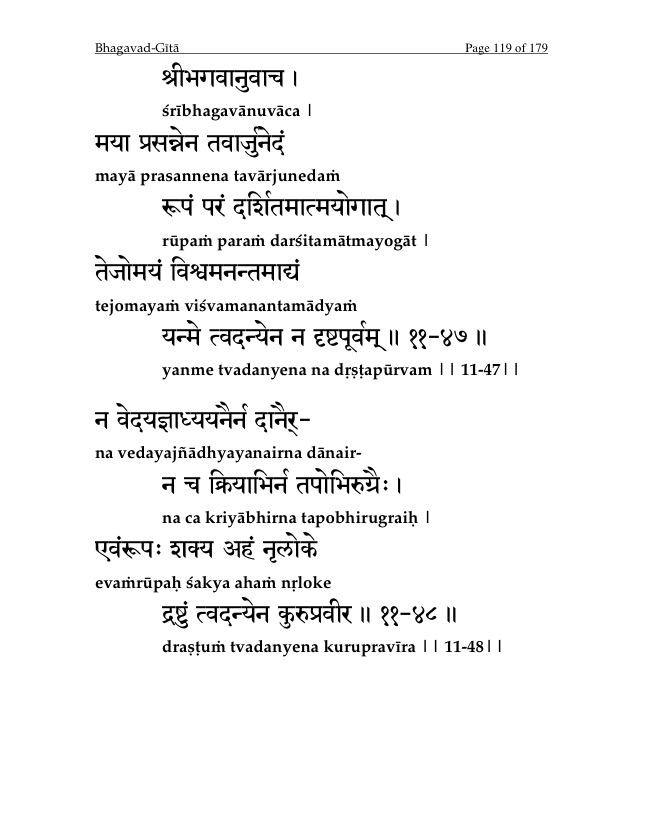 Bhagavad-Gītā Page 119 of 179
श्रीभगवानुवाच ।
śrībhagavānuvāca |
मया प्रसन्नेन तवार्जुनेदं
mayā prasannena tavārjunedaṁ
रूपं परं दर्शितमात्मयोगात् ।
rūpaṁ paraṁ darśitamātmayogāt |
तेजोमयं विश्वमनन्तमाद्यं
tejomayaṁ viśvamanantamādyaṁ
यन्मे त्वदन्येन न दृष्टपूर्वम् ॥ ११-४७ ॥
yanme tvadanyena na dṛṣṭapūrvam || 11-47||
न वेदयज्ञाध्ययनैर्न दानैर्-
na vedayajñādhyayanairna dānair-
न च क्रियाभिर्न तपोभिरुग्रैः ।
na ca kriyābhirna tapobhirugraiḥ |
एवंरूपः शक्य अहं नृलोके
evaṁrūpaḥ śakya ahaṁ nṛloke
द्रष्टुं त्वदन्येन कुरुप्रवीर ॥ ११-४८ ॥
draṣṭuṁ tvadanyena kurupravīra || 11-48||